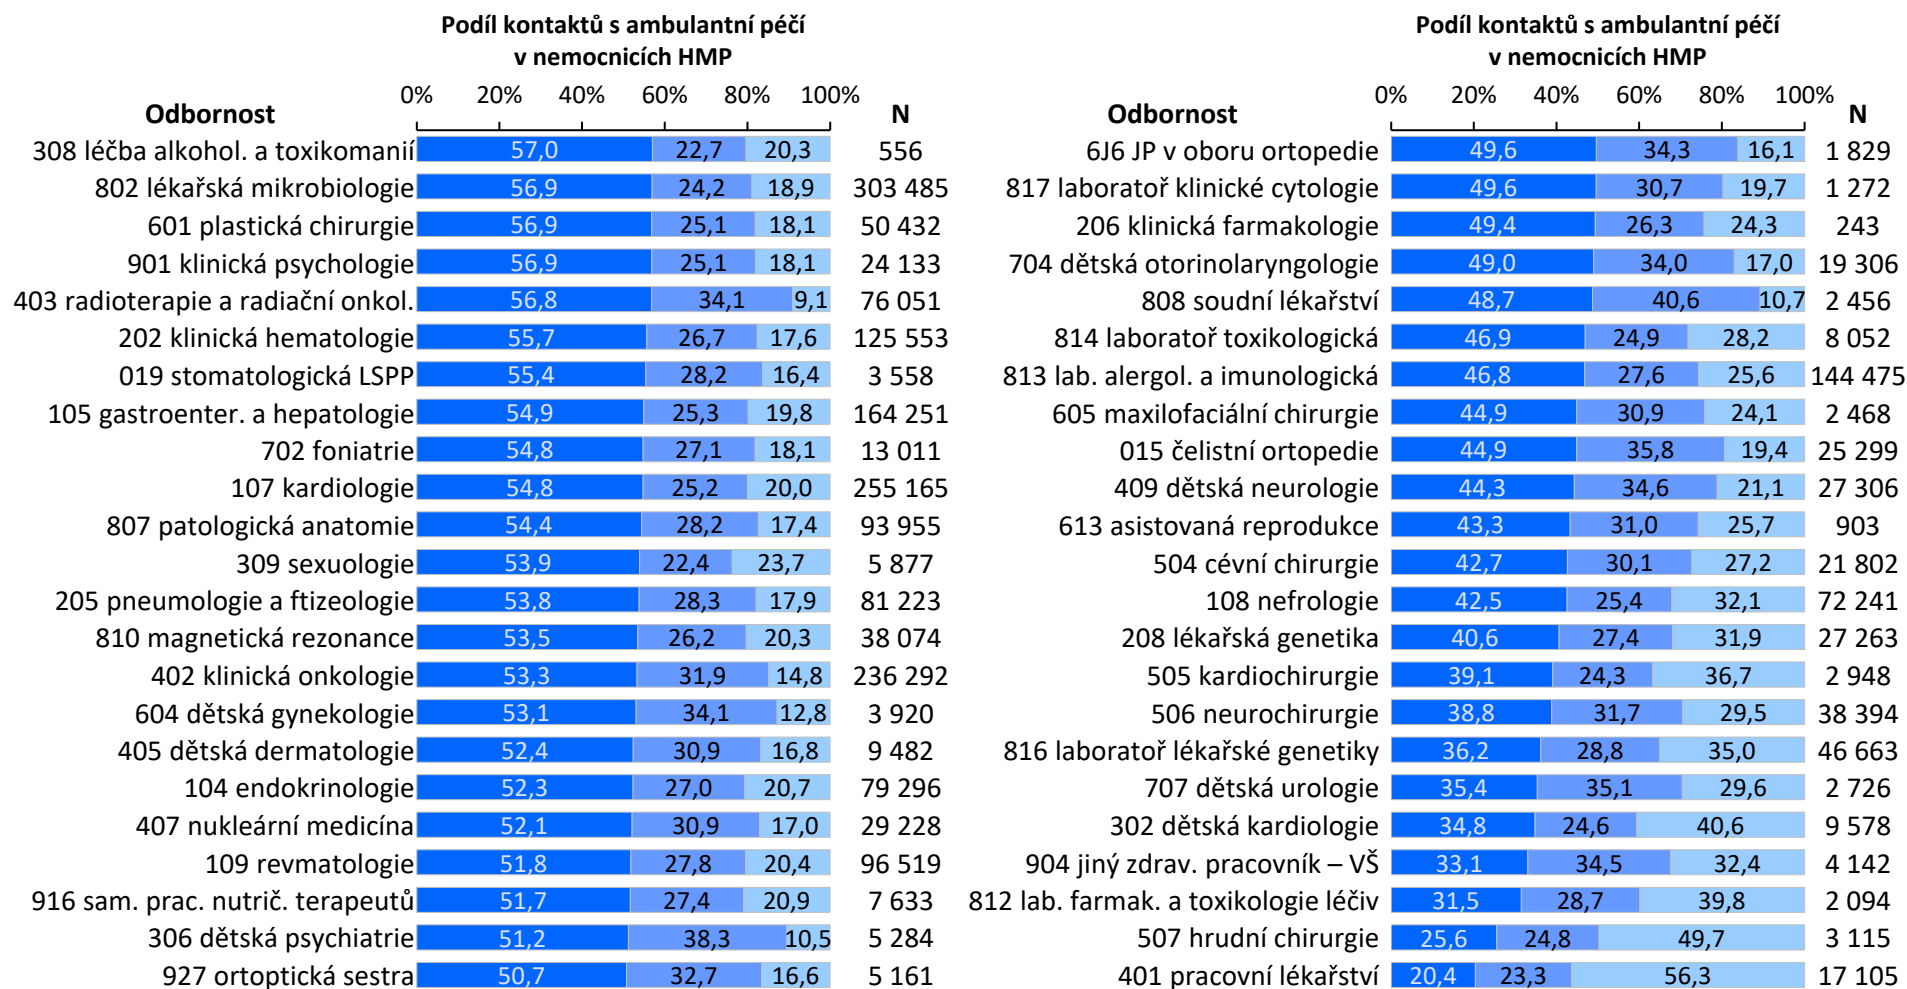 Podíl kontaktů s ambulantní péčí
v nemocnicích HMP
0% 20% 40% 60% 80% 100%
Odbornost N
308 léčba alkohol. a toxikomanií 57,0 22,7 20,3 556
802 lékařská mikrobiologie 56,9 24,2 18,9 303 485
601 plastická chirurgie 56,9 25,1 18,1 50 432
901 klinická psychologie 56,9 25,1 18,1 24 133
403 radioterapie a radiační onkol. 56,8 34,1 9,1 76 051
202 klinická hematologie 55,7 26,7 17,6 125 553
019 stomatologická LSPP 55,4 28,2 16,4 3 558
105 gastroenter. a hepatologie 54,9 25,3 19,8 164 251
702 foniatrie 54,8 27,1 18,1 13 011
107 kardiologie 54,8 25,2 20,0 255 165
807 patologická anatomie 54,4 28,2 17,4 93 955
309 sexuologie 53,9 22,4 23,7 5 877
205 pneumologie a ftizeologie 53,8 28,3 17,9 81 223
810 magnetická rezonance 53,5 26,2 20,3 38 074
402 klinická onkologie 53,3 31,9 14,8 236 292
604 dětská gynekologie 53,1 34,1 12,8 3 920
405 dětská dermatologie 52,4 30,9 16,8 9 482
104 endokrinologie 52,3 27,0 20,7 79 296
407 nukleární medicína 52,1 30,9 17,0 29 228
109 revmatologie 51,8 27,8 20,4 96 519
916 sam. prac. nutrič. terapeutů 51,7 27,4 20,9 7 633
306 dětská psychiatrie 51,2 38,3 10,5 5 284
927 ortoptická sestra 50,7 32,7 16,6 5 161
Podíl kontaktů s ambulantní péčí
v nemocnicích HMP
0% 20% 40% 60% 80% 100%
Odbornost N
6J6 JP v oboru ortopedie 49,6 34,3 16,1 1 829
817 laboratoř klinické cytologie 49,6 30,7 19,7 1 272
206 klinická farmakologie 49,4 26,3 24,3 243
704 dětská otorinolaryngologie 49,0 34,0 17,0 19 306
808 soudní lékařství 48,7 40,6 10,7 2 456
814 laboratoř toxikologická 46,9 24,9 28,2 8 052
813 lab. alergol. a imunologická 46,8 27,6 25,6 144 475
605 maxilofaciální chirurgie 44,9 30,9 24,1 2 468
015 čelistní ortopedie 44,9 35,8 19,4 25 299
409 dětská neurologie 44,3 34,6 21,1 27 306
613 asistovaná reprodukce 43,3 31,0 25,7 903
504 cévní chirurgie 42,7 30,1 27,2 21 802
108 nefrologie 42,5 25,4 32,1 72 241
208 lékařská genetika 40,6 27,4 31,9 27 263
505 kardiochirurgie 39,1 24,3 36,7 2 948
506 neurochirurgie 38,8 31,7 29,5 38 394
816 laboratoř lékařské genetiky 36,2 28,8 35,0 46 663
707 dětská urologie 35,4 35,1 29,6 2 726
302 dětská kardiologie 34,8 24,6 40,6 9 578
904 jiný zdrav. pracovník – VŠ 33,1 34,5 32,4 4 142
812 lab. farmak. a toxikologie léčiv 31,5 28,7 39,8 2 094
507 hrudní chirurgie 25,6 24,8 49,7 3 115
401 pracovní lékařství 20,4 23,3 56,3 17 105